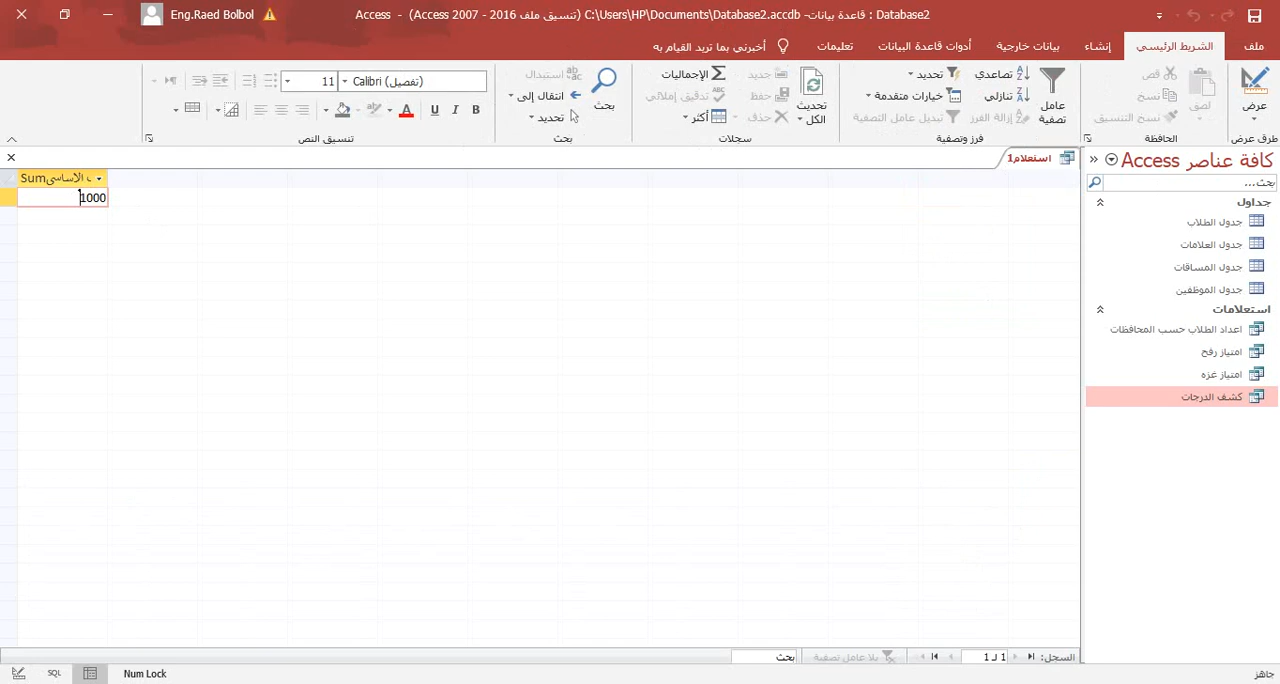 Database2 : قاعدة بيانات- C:\Users\HP\Documents\Database2.accdb (تنسيق ملف Access 2007 - 2016) - Access
Eng.Raed Bolbol
ملف الشريط الرئيسي إنشاء بيانات خارجية أدوات قاعدة البيانات تعليمات أخبرني بما تريد القيام به
عرض
طرق عرض
لصق
قص
نسخ
نسخ التنسيق
الحافظة
عامل تصفية
تصاعدي
تنازلي
إزالة الفرز
تحديد
خيارات متقدمة
تبديل عامل التصفية
فرز وتصفية
تحديث الكل
جديد
حفظ
حذف
الإجماليات
تدقيق إملائي
أكثر
سجلات
بحث
استبدال
انتقال إلى
تحديد
بحث
Calibri (تفصيل)
11
A U I B
تنسيق النص
كافة عناصر Access
بحث...
جداول
جدول الطلاب
جدول العلامات
جدول المساقات
جدول الموظفين
استعلامات
اعداد الطلاب حسب المحافظات
امتياز رفح
امتياز غزه
كشف الدرجات
استعلام1
Sumب الأساسي
1000
السجل: 1 لـ 1
بلا عامل تصفية
بحث
جاهز
Num Lock
SQL